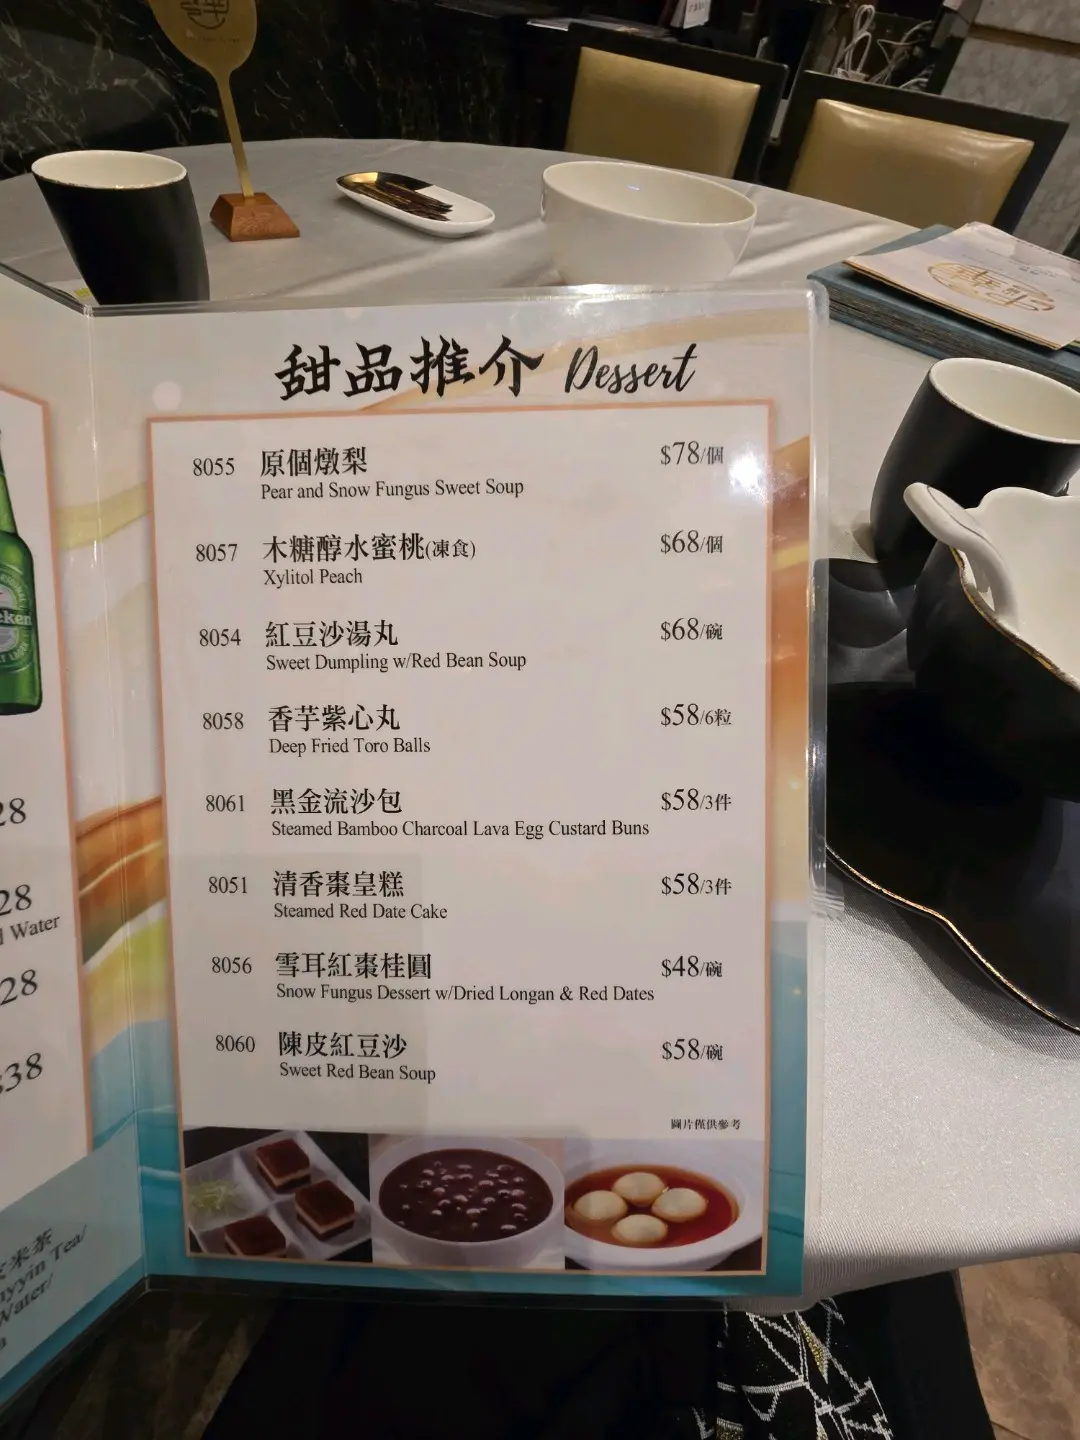 甜品推介 Dessert
8055 原個燉梨 $78/個
Pear and Snow Fungus Sweet Soup
8057 木糖醇水蜜桃(凍食) $68/個
Xylitol Peach
8054 紅豆沙湯丸 $68/碗
Sweet Dumpling w/Red Bean Soup
8058 香芋紫心丸 $58/6粒
Deep Fried Toro Balls
8061 黑金流沙包 $58/3件
Steamed Bamboo Charcoal Lava Egg Custard Buns
8051 清香棗皇糕 $58/3件
Steamed Red Date Cake
8056 雪耳紅棗桂圓 $48/碗
Snow Fungus Dessert w/Dried Longan & Red Dates
8060 陳皮紅豆沙 $58/碗
Sweet Red Bean Soup
圖片僅供參考
28
28
Water
28
38
米茶
Tea/
Water/